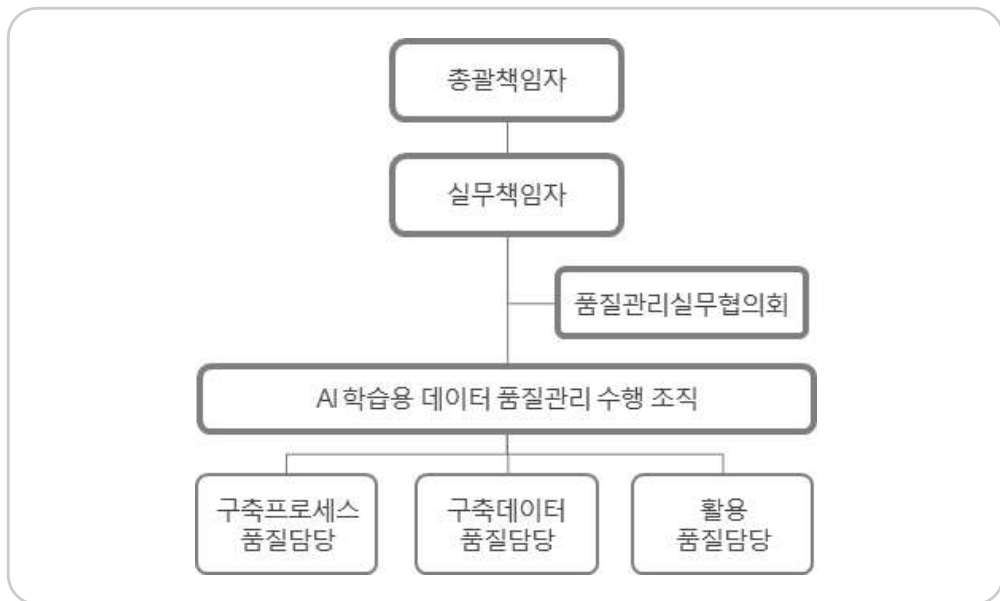 총괄책임자
실무책임자
품질관리실무협의회
AI 학습용 데이터 품질관리 수행 조직
구축프로세스
품질담당
구축데이터
품질담당
활용
품질담당